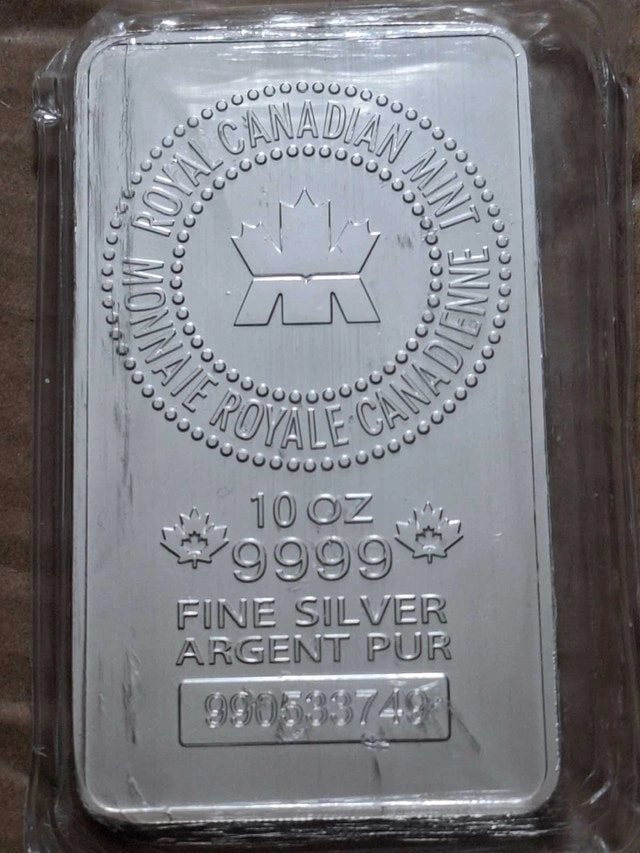 ROYAL CANADIAN MINT
MONNAIE ROYALE CANADIENNE
10 OZ
9999
FINE SILVER
ARGENT PUR
990533749